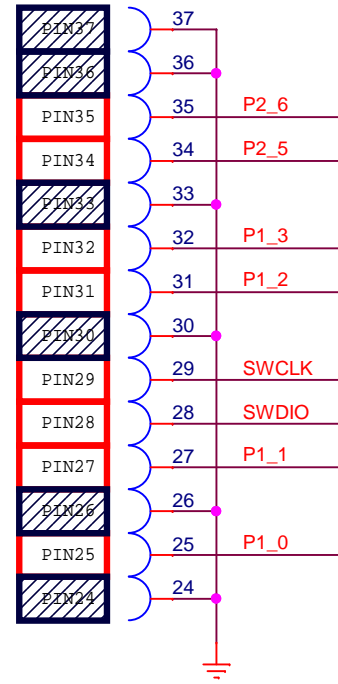 PIN37 37
PIN36 36
PIN35 35 P2_6
PIN34 34 P2_5
PIN33 33
PIN32 32 P1_3
PIN31 31 P1_2
PIN30 30
PIN29 29 SWCLK
PIN28 28 SWDIO
PIN27 27 P1_1
PIN26 26
PIN25 25 P1_0
PIN24 24